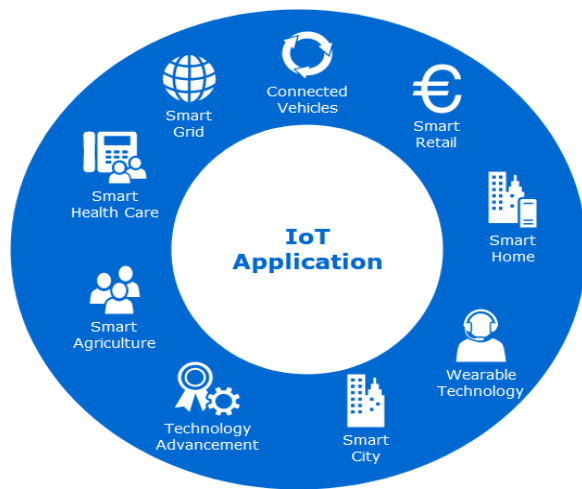 Connected
Vehicles
Smart
Retail
Smart
Home
Wearable
Technology
Smart
City
Technology
Advancement
Smart
Agriculture
Smart
Health Care
Smart
Grid
IoT
Application